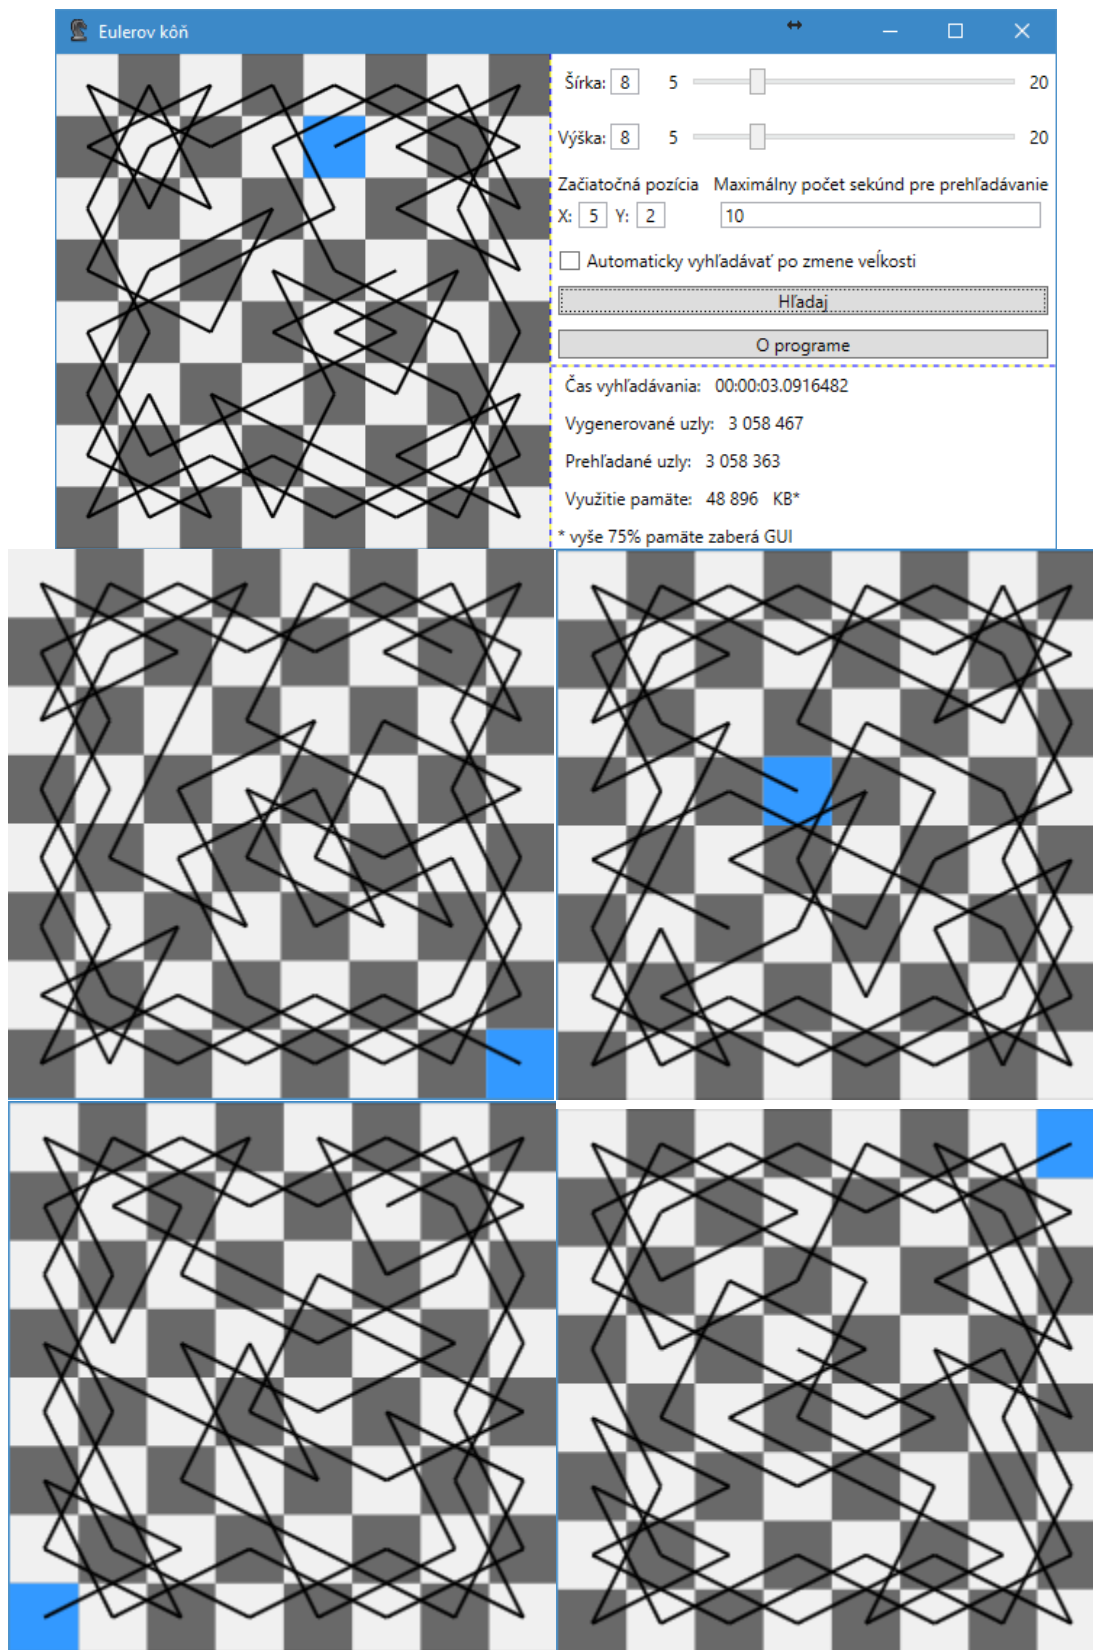 Eulerov kôň
Šírka: 8 5 20
Výška: 8 5 20
Začiatočná pozícia Maximálny počet sekúnd pre prehľadávanie
X: 5 Y: 2 10
Automaticky vyhľadávať po zmene veĺkosti
Hľadaj
O programe
Čas vyhľadávania: 00:00:03.0916482
Vygenerované uzly: 3 058 467
Prehľadané uzly: 3 058 363
Využitie pamäte: 48 896 KB*
* vyše 75% pamäte zaberá GUI